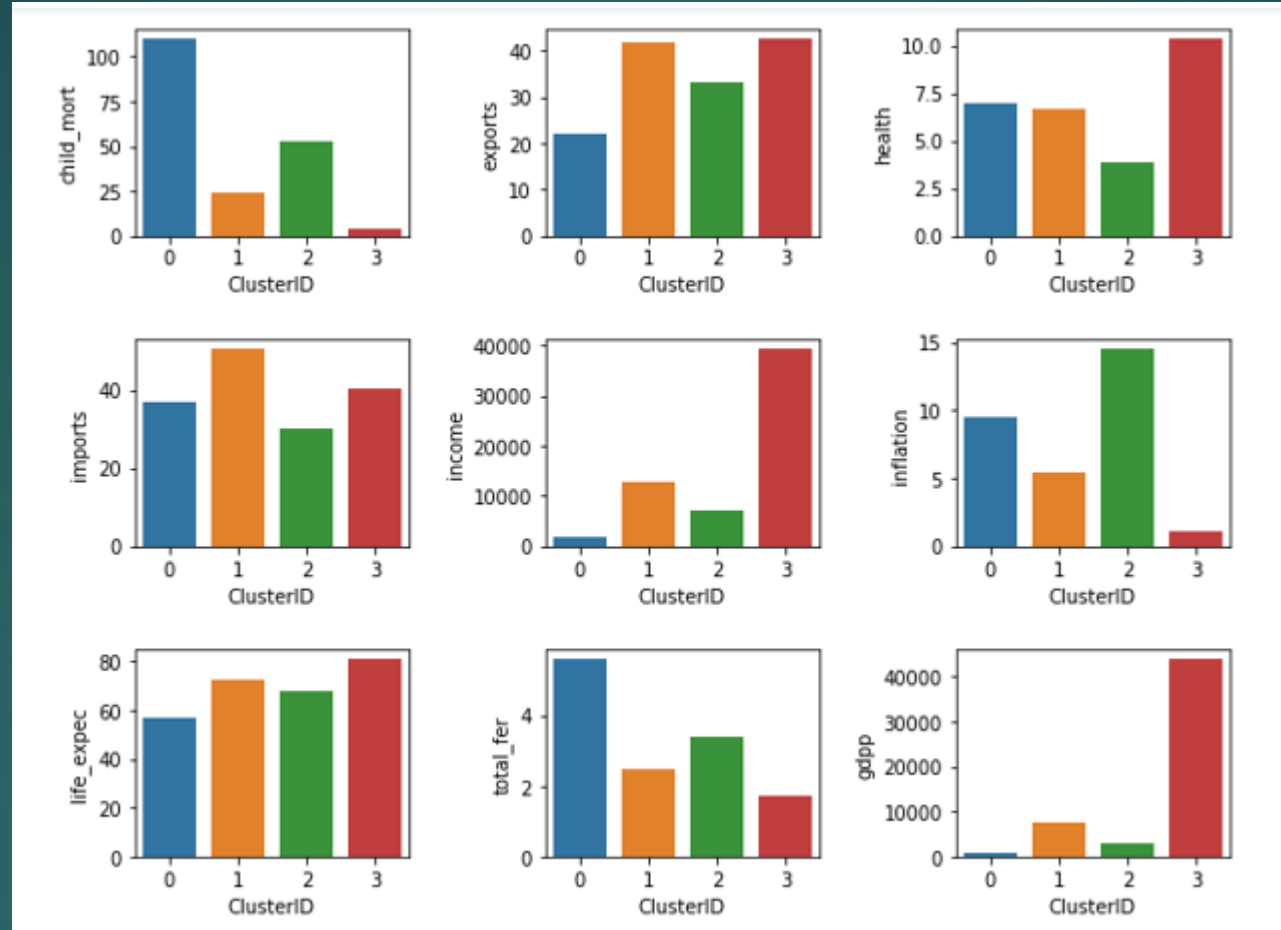 child_mort
100
75
50
25
0
0 1 2 3
ClusterID
exports
40
30
20
10
0
0 1 2 3
ClusterID
health
10.0
7.5
5.0
2.5
0.0
0 1 2 3
ClusterID
imports
40
20
0
0 1 2 3
ClusterID
income
40000
30000
20000
10000
0
0 1 2 3
ClusterID
inflation
15
10
5
0
0 1 2 3
ClusterID
life_expec
80
60
40
20
0
0 1 2 3
ClusterID
total_fer
4
2
0
0 1 2 3
ClusterID
gdpp
40000
30000
20000
10000
0
0 1 2 3
ClusterID